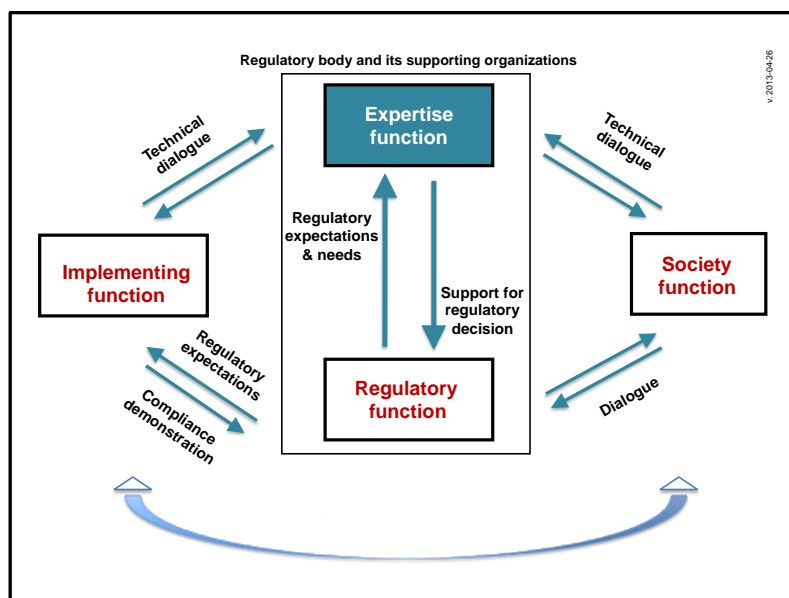 Regulatory body and its supporting organizations
v.2013-04-26
Expertise
function
Technical
dialogue
Technical
dialogue
Regulatory
expectations
& needs
Implementing
function
Society
function
Support for
regulatory
decision
Regulatory
expectations
Compliance
demonstration
Regulatory
function
Dialogue